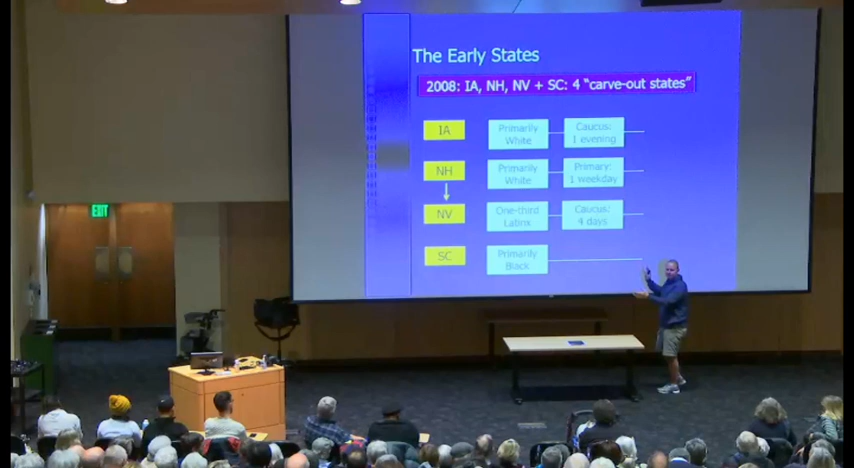 The Early States
2008: IA, NH, NV + SC: 4 "carve-out states"
IA
Primarily
White
Caucus:
1 evening
NH
Primarily
White
Primary:
1 weekday
NV
One-third
Latinx
Caucus:
4 days
SC
Primarily
Black
EXIT